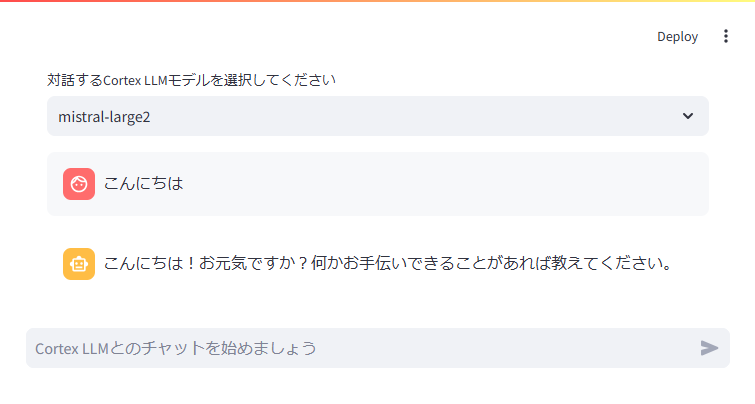 Deploy
対話するCortex LLMモデルを選択してください
mistral-large2
こんにちは
こんにちは！お元気ですか？何かお手伝いできることがあれば教えてください。
Cortex LLMとのチャットを始めましょう